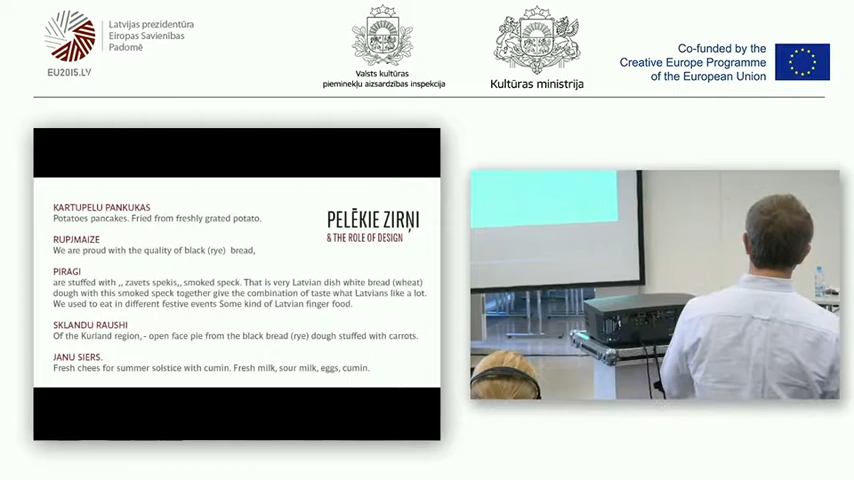 Latvijas prezidentūra
Eiropas Savienības
Padomē
EU2015.LV
Valsts kultūras
pieminekļu aizsardzības inspekcija
Kultūras ministrija
Co-funded by the
Creative Europe Programme
of the European Union
KARTUPELU PANKUKAS
Potatoes pancakes. Fried from freshly grated potato.
RUPJMAIZE
We are proud with the quality of black (rye) bread,
PIRAGI
are stuffed with ,, zavets spekis,, smoked speck. That is very Latvian dish white bread (wheat)
dough with this smoked speck together give the combination of taste what Latvians like a lot.
We used to eat in different festive events Some kind of Latvian finger food.
SKLANDU RAUSHI
Of the Kurland region, - open face pie from the black bread (rye) dough stuffed with carrots.
JANU SIERS.
Fresh chees for summer solstice with cumin. Fresh milk, sour milk, eggs, cumin.
PELĒKIE ZIRŅI
& THE ROLE OF DESIGN